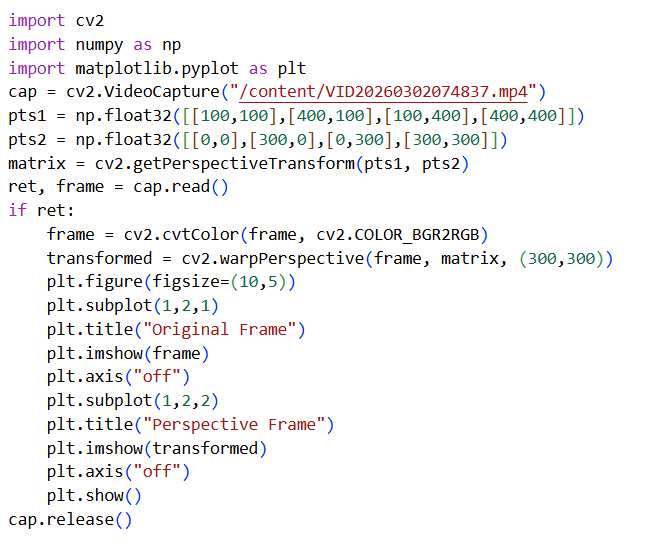 import cv2
import numpy as np
import matplotlib.pyplot as plt
cap = cv2.VideoCapture("/content/VID20260302074837.mp4")
pts1 = np.float32([[100,100],[400,100],[100,400],[400,400]])
pts2 = np.float32([[0,0],[300,0],[0,300],[300,300]])
matrix = cv2.getPerspectiveTransform(pts1, pts2)
ret, frame = cap.read()
if ret:
    frame = cv2.cvtColor(frame, cv2.COLOR_BGR2RGB)
    transformed = cv2.warpPerspective(frame, matrix, (300,300))
    plt.figure(figsize=(10,5))
    plt.subplot(1,2,1)
    plt.title("Original Frame")
    plt.imshow(frame)
    plt.axis("off")
    plt.subplot(1,2,2)
    plt.title("Perspective Frame")
    plt.imshow(transformed)
    plt.axis("off")
    plt.show()
cap.release()